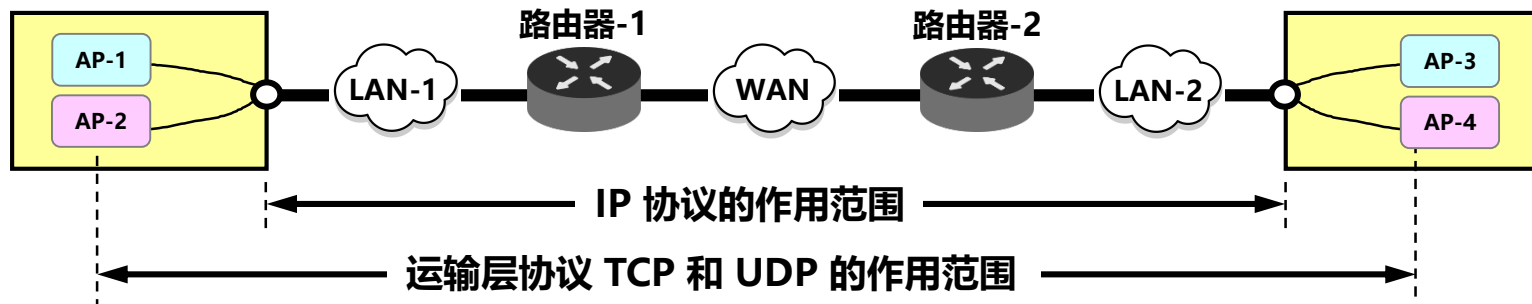 路由器-1
路由器-2
AP-1
AP-2
LAN-1
WAN
LAN-2
AP-3
AP-4
IP 协议的作用范围
运输层协议 TCP 和 UDP 的作用范围